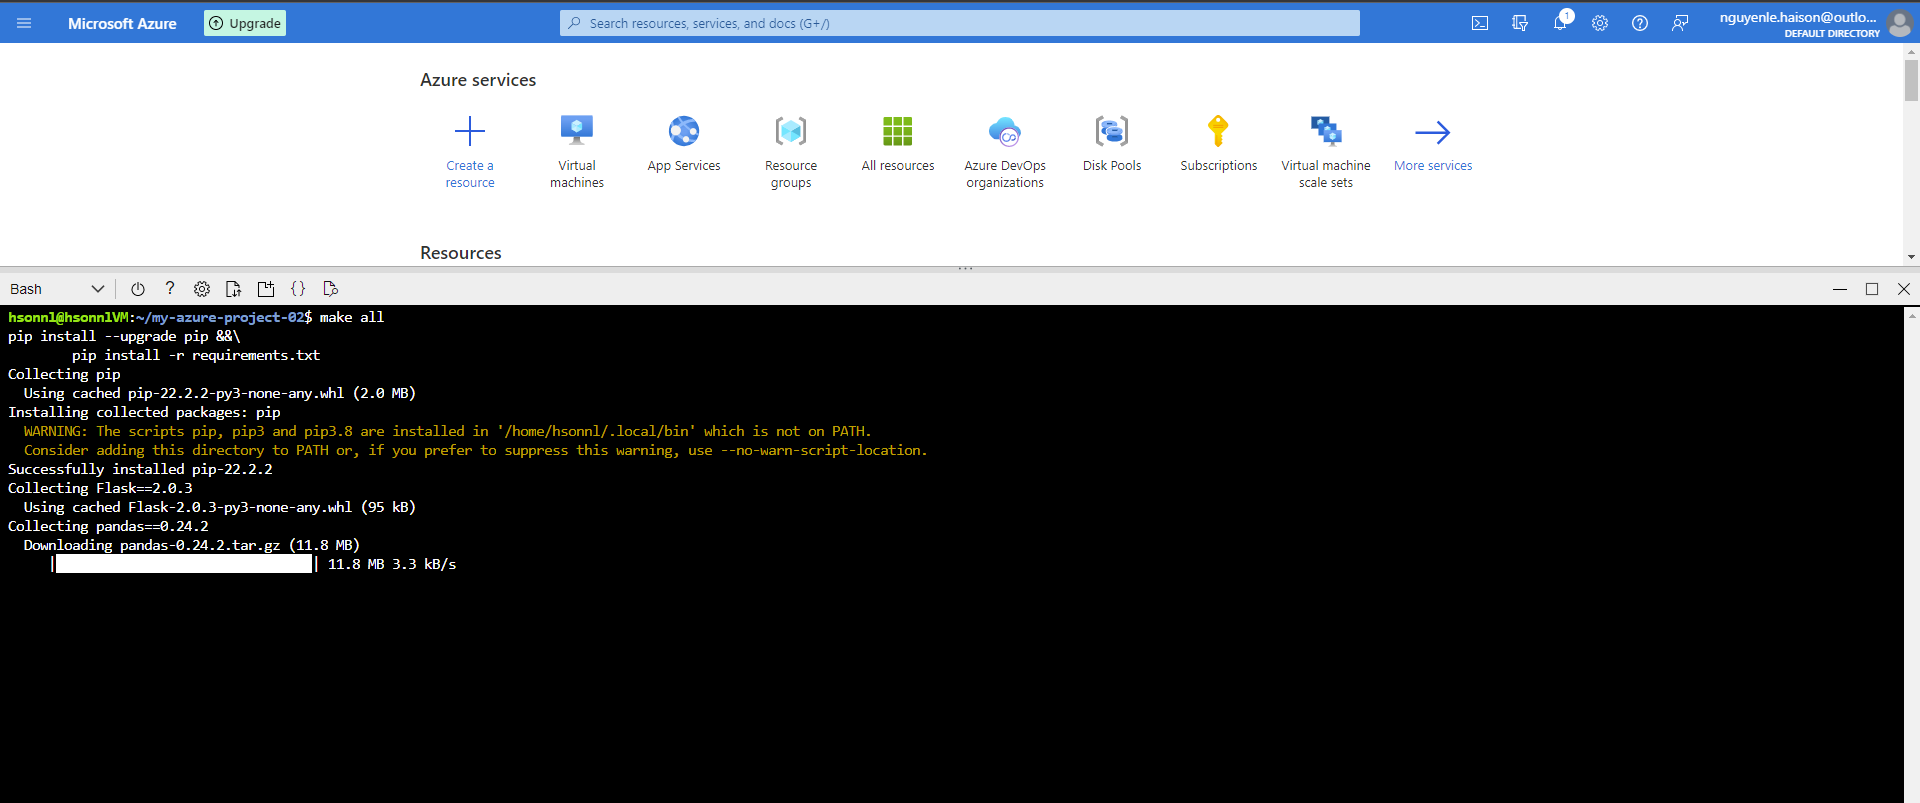 Microsoft Azure
Upgrade
Search resources, services, and docs (G+/)
1
nguyenle.haison@outlo...
DEFAULT DIRECTORY
Azure services
Create a resource
Virtual machines
App Services
Resource groups
All resources
Azure DevOps organizations
Disk Pools
Subscriptions
Virtual machine scale sets
More services
Resources
Bash
hsonnl@hsonnlVM:~/my-azure-project-02$ make all
pip install --upgrade pip &&\
pip install -r requirements.txt
Collecting pip
Using cached pip-22.2.2-py3-none-any.whl (2.0 MB)
Installing collected packages: pip
WARNING: The scripts pip, pip3 and pip3.8 are installed in '/home/hsonnl/.local/bin' which is not on PATH.
Consider adding this directory to PATH or, if you prefer to suppress this warning, use --no-warn-script-location.
Successfully installed pip-22.2.2
Collecting Flask==2.0.3
Using cached Flask-2.0.3-py3-none-any.whl (95 kB)
Collecting pandas==0.24.2
Downloading pandas-0.24.2.tar.gz (11.8 MB)
| | 11.8 MB 3.3 kB/s